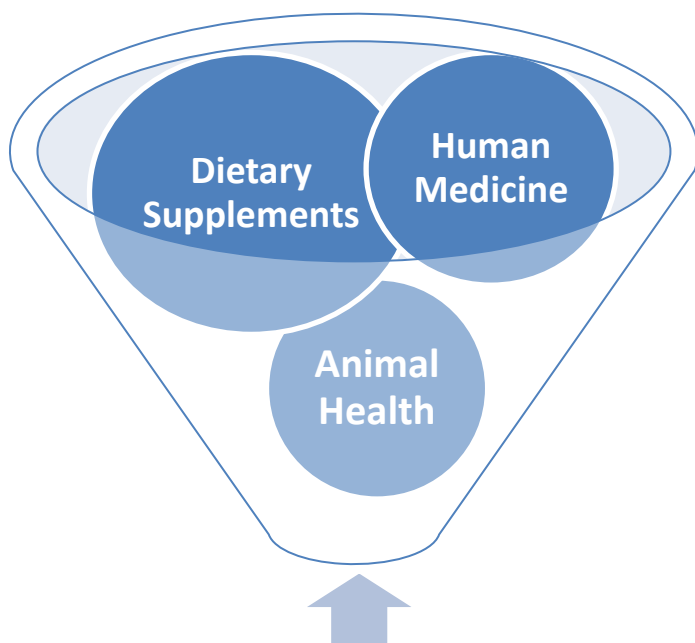 Dietary
Supplements
Human
Medicine
Animal
Health